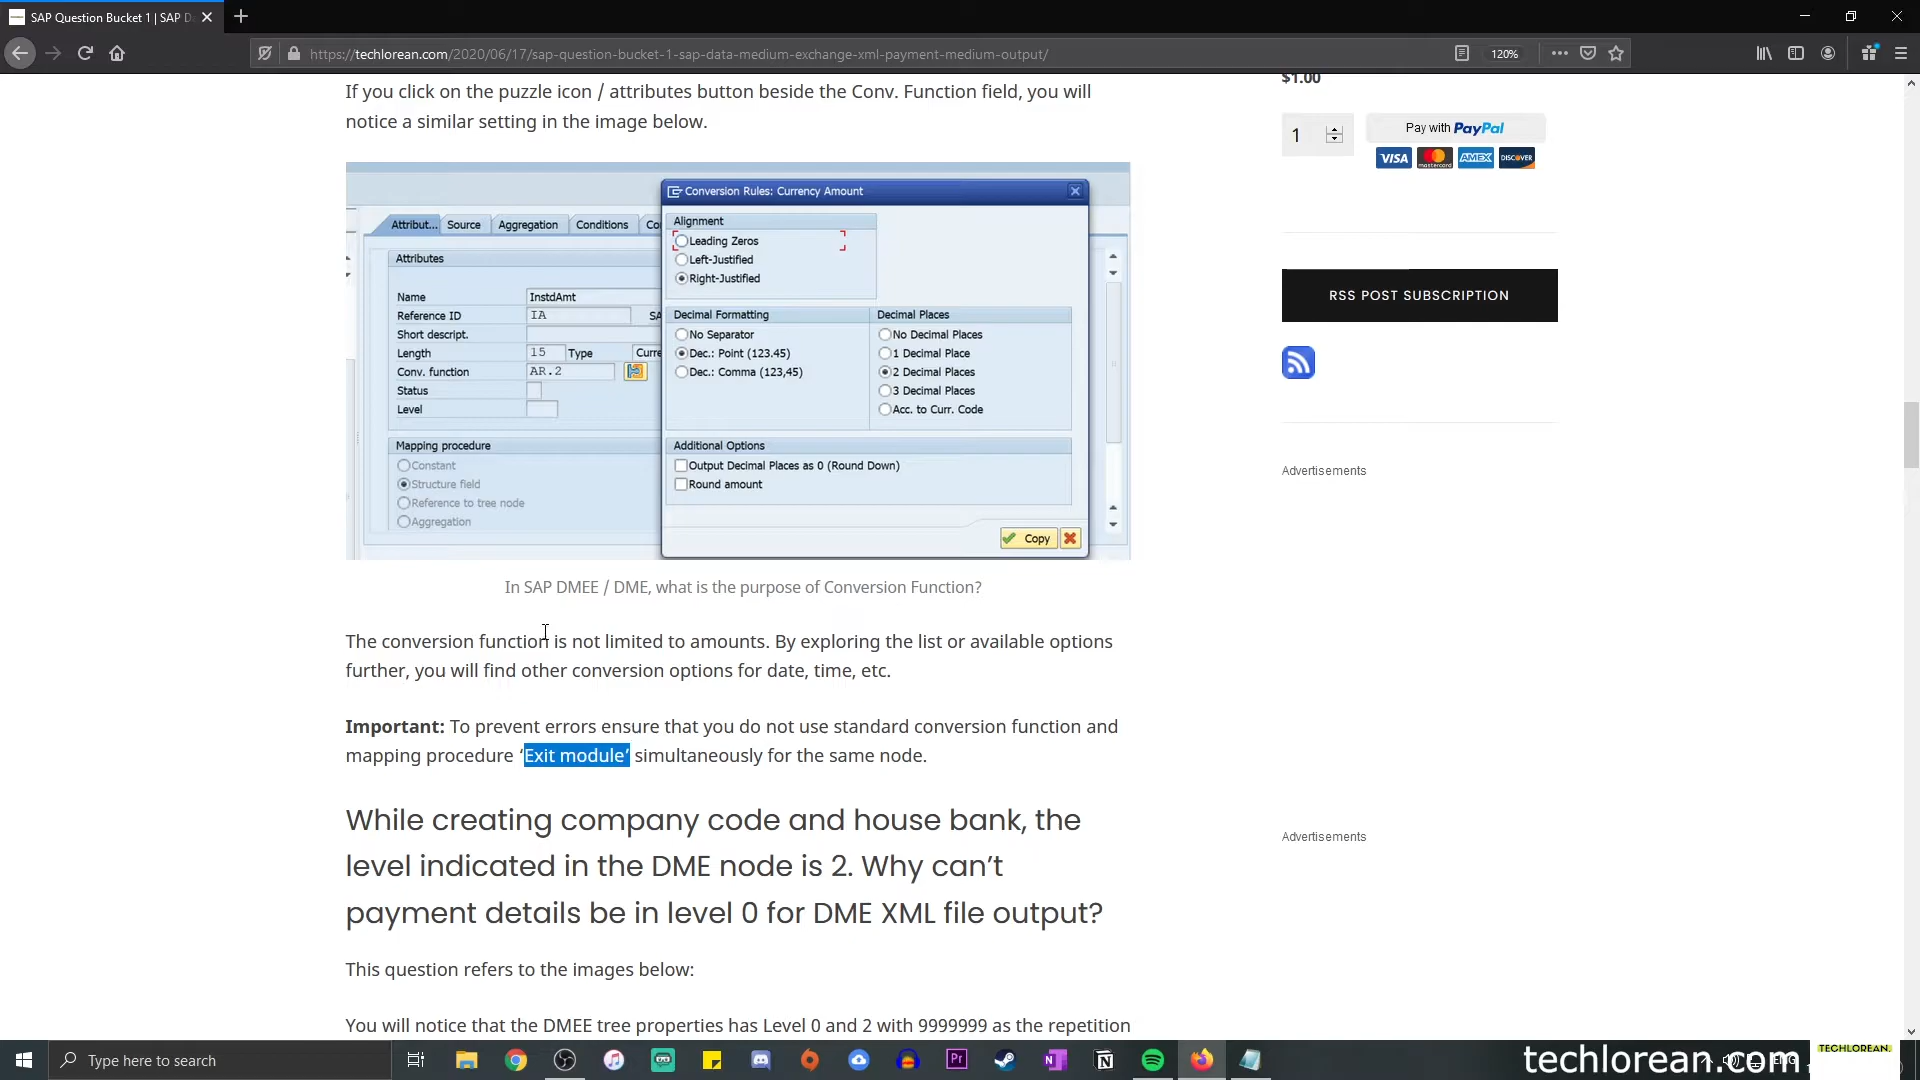 SAP Question Bucket 1 | SAP D
https://techlorean.com/2020/06/17/sap-question-bucket-1-sap-data-medium-exchange-xml-payment-medium-output/
120%
If you click on the puzzle icon / attributes button beside the Conv. Function field, you will
notice a similar setting in the image below.
Conversion Rules: Currency Amount
Attribut...
Source
Aggregation
Conditions
Co
Attributes
Name InstdAmt
Reference ID IA SA
Short descript.
Length 15 Type Curre
Conv. function AR.2
Status
Level
Mapping procedure
Constant
Structure field
Reference to tree node
Aggregation
Alignment
Leading Zeros
Left-Justified
Right-Justified
Decimal Formatting
No Separator
Dec.: Point (123.45)
Dec.: Comma (123,45)
Decimal Places
No Decimal Places
1 Decimal Place
2 Decimal Places
3 Decimal Places
Acc. to Curr. Code
Additional Options
Output Decimal Places as 0 (Round Down)
Round amount
Copy
In SAP DMEE / DME, what is the purpose of Conversion Function?
The conversion function is not limited to amounts. By exploring the list or available options
further, you will find other conversion options for date, time, etc.
Important: To prevent errors ensure that you do not use standard conversion function and
mapping procedure ‘Exit module’ simultaneously for the same node.
While creating company code and house bank, the
level indicated in the DME node is 2. Why can’t
payment details be in level 0 for DME XML file output?
This question refers to the images below:
You will notice that the DMEE tree properties has Level 0 and 2 with 9999999 as the repetition
$1.00
1
Pay with PayPal
VISA
mastercard
AMEX
DISCOVER
RSS POST SUBSCRIPTION
Advertisements
Advertisements
Type here to search
Pr
techlorean.com
TECHLOREAN.